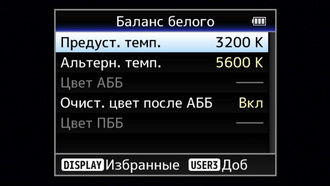 Баланс белого
Предуст. темп. 3200 K
Альтерн. темп. 5600 K
Цвет АББ ——
Очист. цвет после АББ Вкл
Цвет ПББ ——
DISPLAY Избранные USER3 Доб